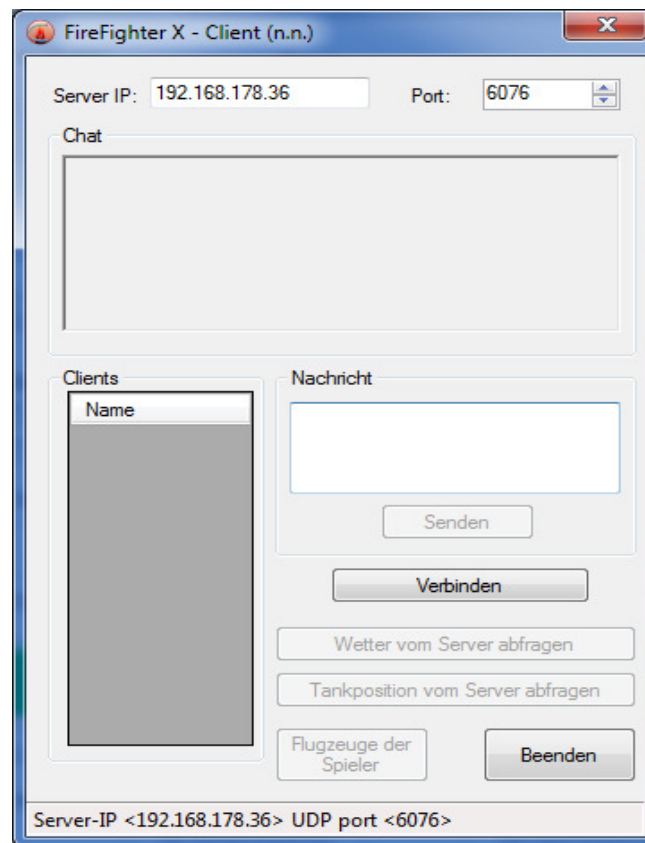 FireFighter X - Client (n.n.)
Server IP: 192.168.178.36 Port: 6076
Chat
Clients
Name
Nachricht
Senden
Verbinden
Wetter vom Server abfragen
Tankposition vom Server abfragen
Flugzeuge der
Spieler
Beenden
Server-IP <192.168.178.36> UDP port <6076>